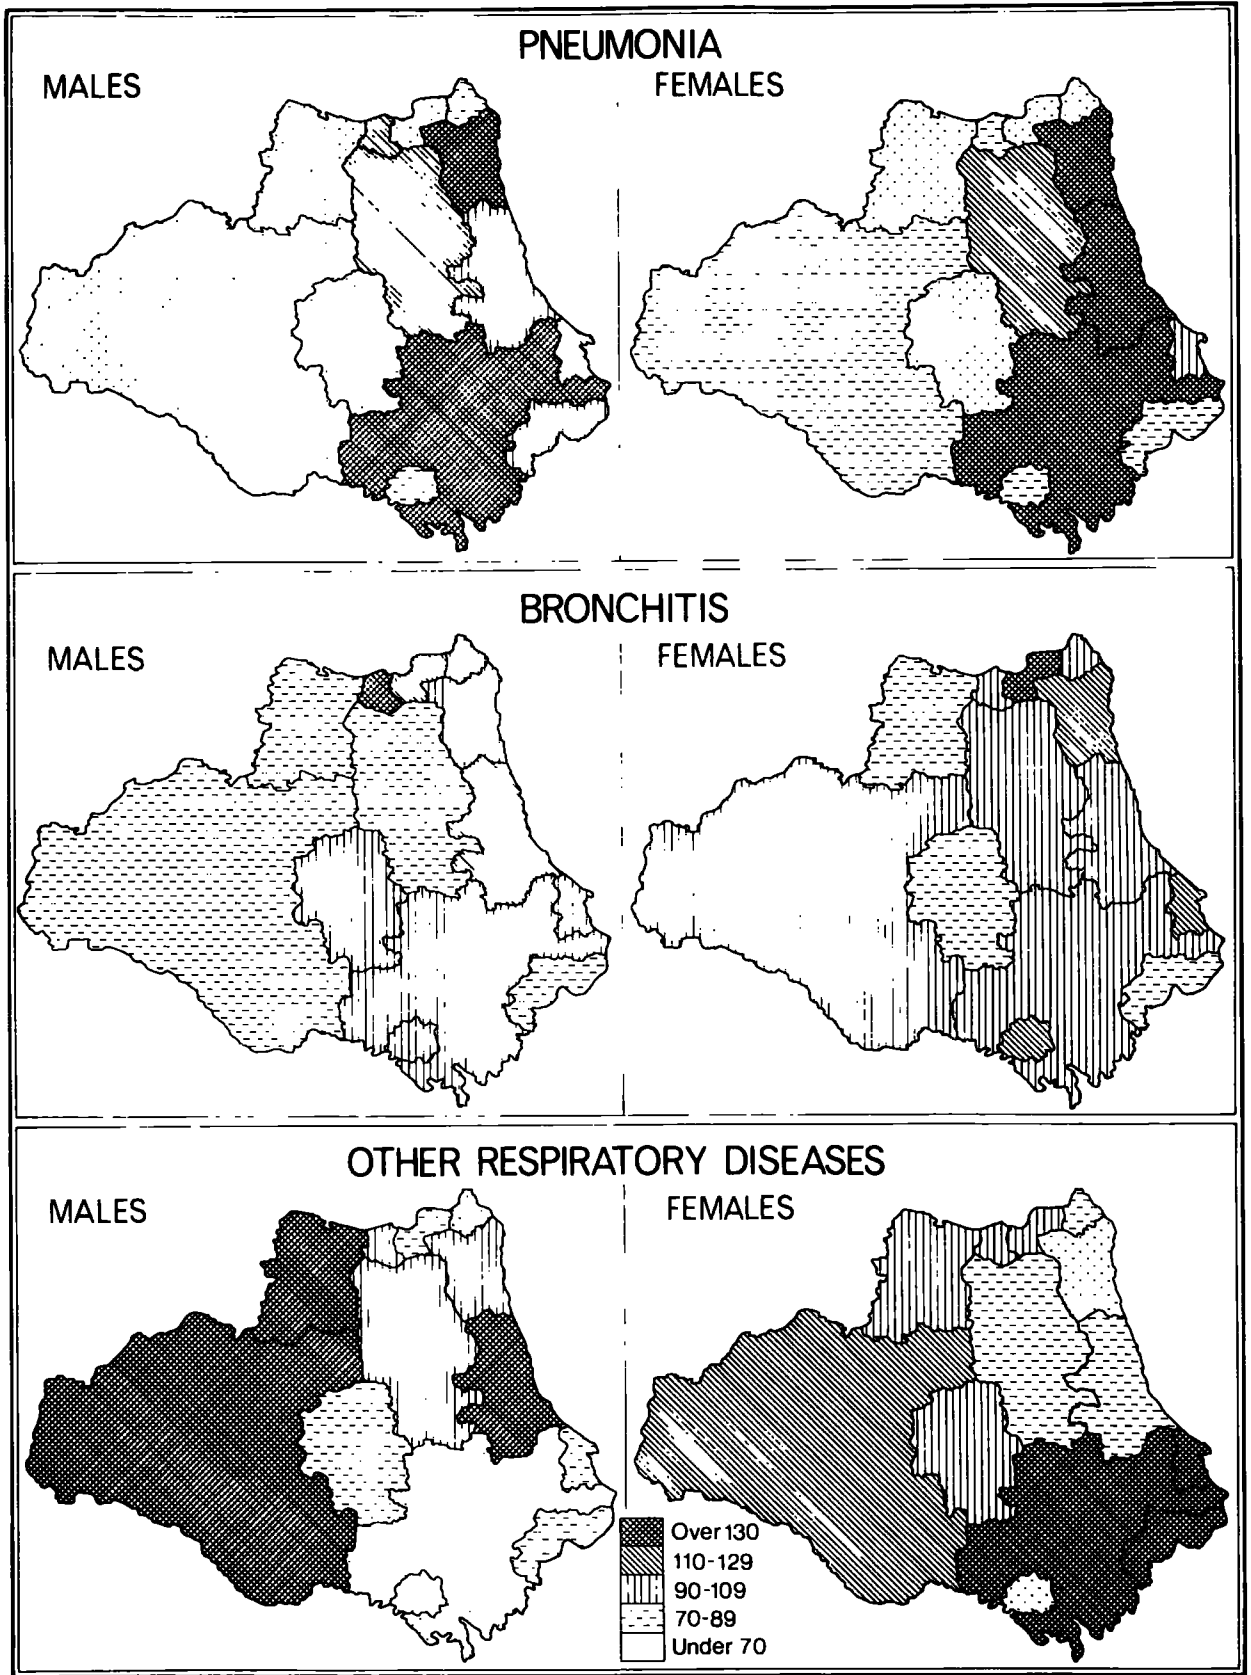 PNEUMONIA
MALES
FEMALES
BRONCHITIS
MALES
FEMALES
OTHER RESPIRATORY DISEASES
MALES
FEMALES
Over 130
110-129
90-109
70-89
Under 70